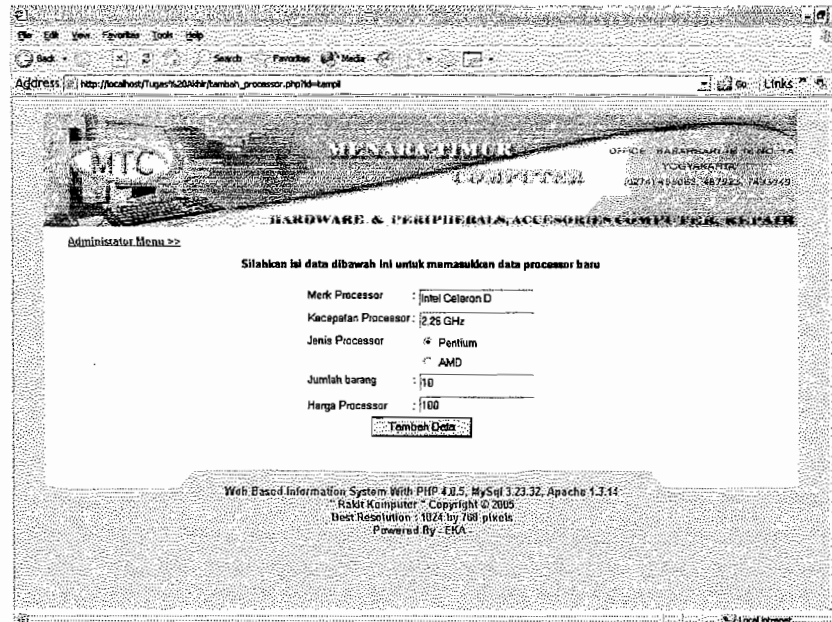 File Edit View Favorites Tools Help
Back Search Favorites Media
Address http://localhost/Tugas%20Akhir/tambah_processor.php?id=tampil Go Links
MTC
MENARA TIMUR
COMPUTER
OFFICE
YOGYAKARTA
HARDWARE & PERIPHERALS, ACCESORIES COMPUTER, REPAIR
Administator Menu >>
Silahkan isi data dibawah ini untuk memasukkan data processor baru
Merk Processor : Intel Celeron D
Kecepatan Processor : 2,26 GHz
Jenis Processor Pentium
AMD
Jumlah barang : 10
Harga Processor : 100
Tambah Data
Web Based Information System With PHP 4.0.5, MySql 3.23.32, Apache 1.3.14
" Rakit Komputer " Copyright © 2005
Best Resolution : 1024 by 768 pixels
Powered By - EKA -
Local intranet